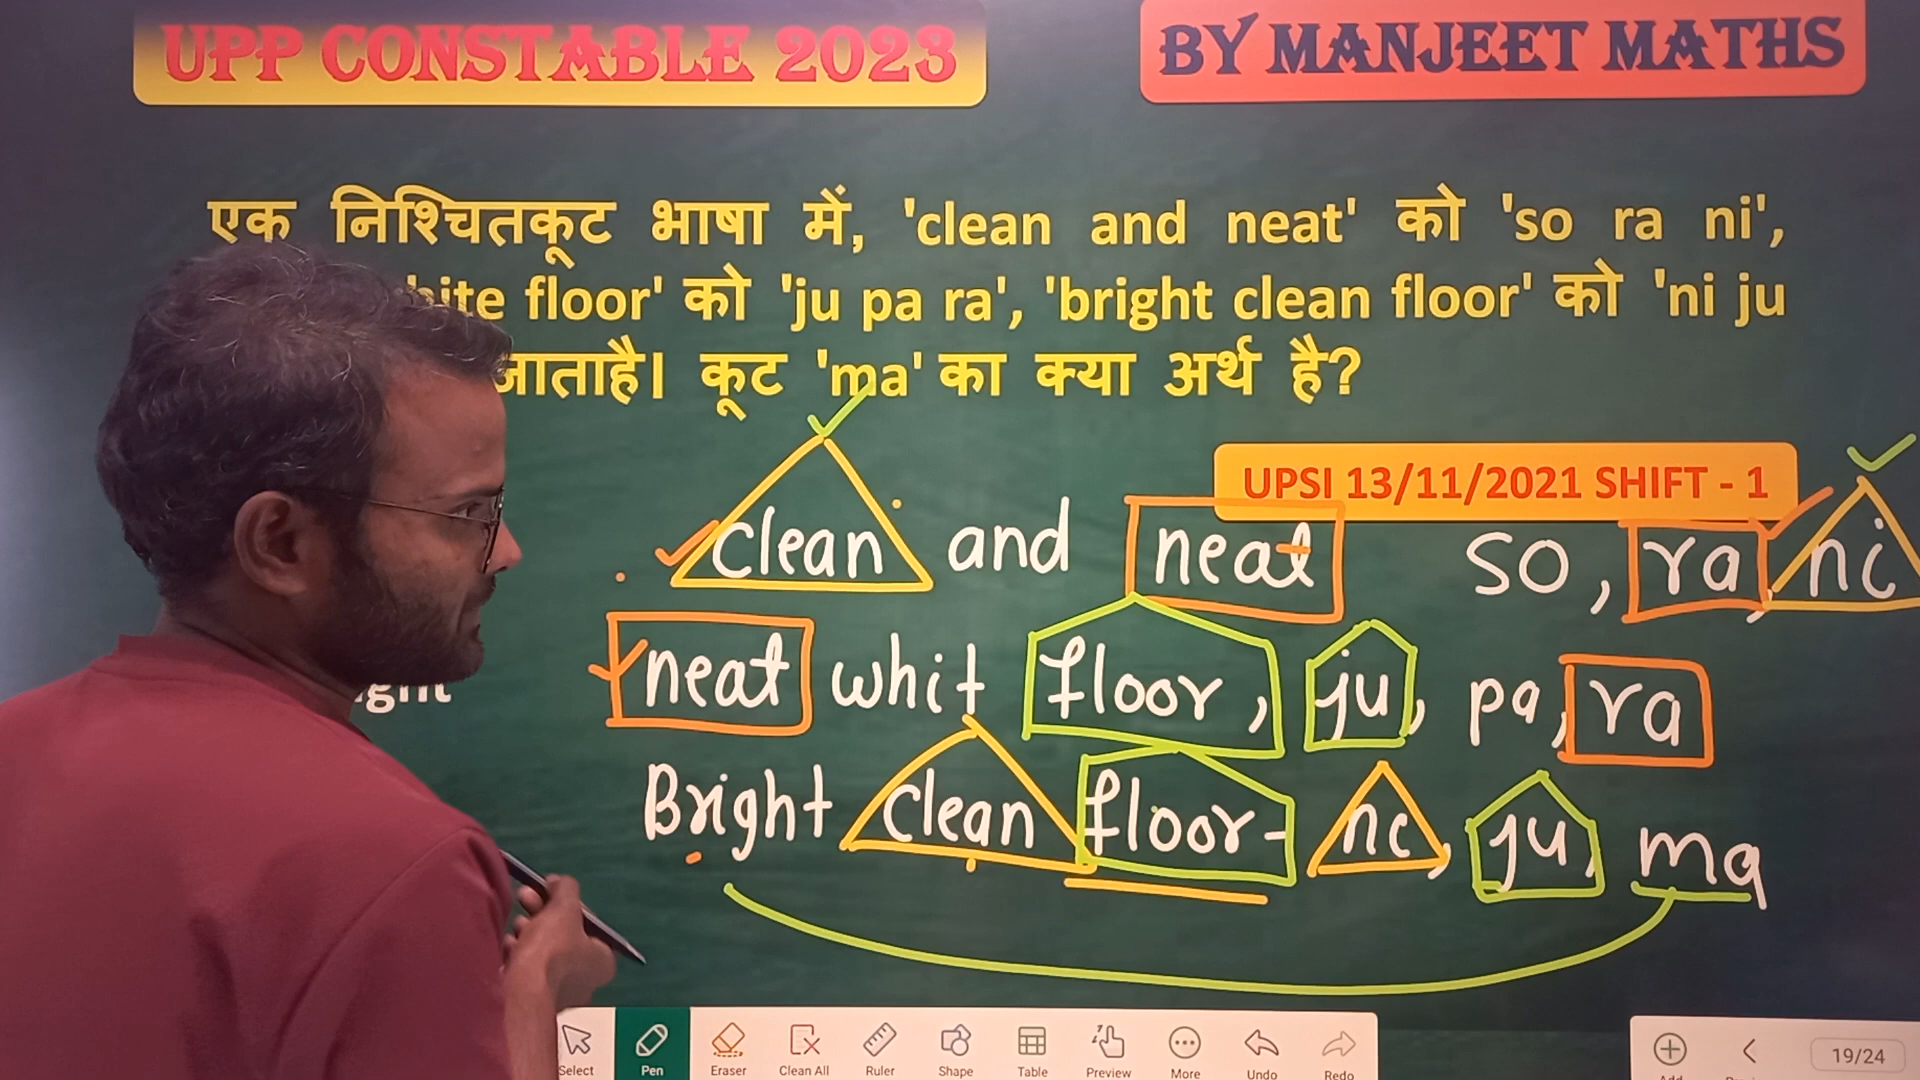 UPP CONSTABLE 2023
BY MANJEET MATHS
एक निश्चितकूट भाषा में, 'clean and neat' को 'so ra ni',
hite floor' को 'ju pa ra', 'bright clean floor' को 'ni ju
जाताहै। कूट 'ma' का क्या अर्थ है?
UPSI 13/11/2021 SHIFT - 1
clean and neat so, ra, ni
neat whit floor, ju, pa, ra
ight
Bright clean floor - ni, ju, ma
Select Pen Eraser Clean All Ruler Shape Table Preview More Undo Redo
Add 19/24